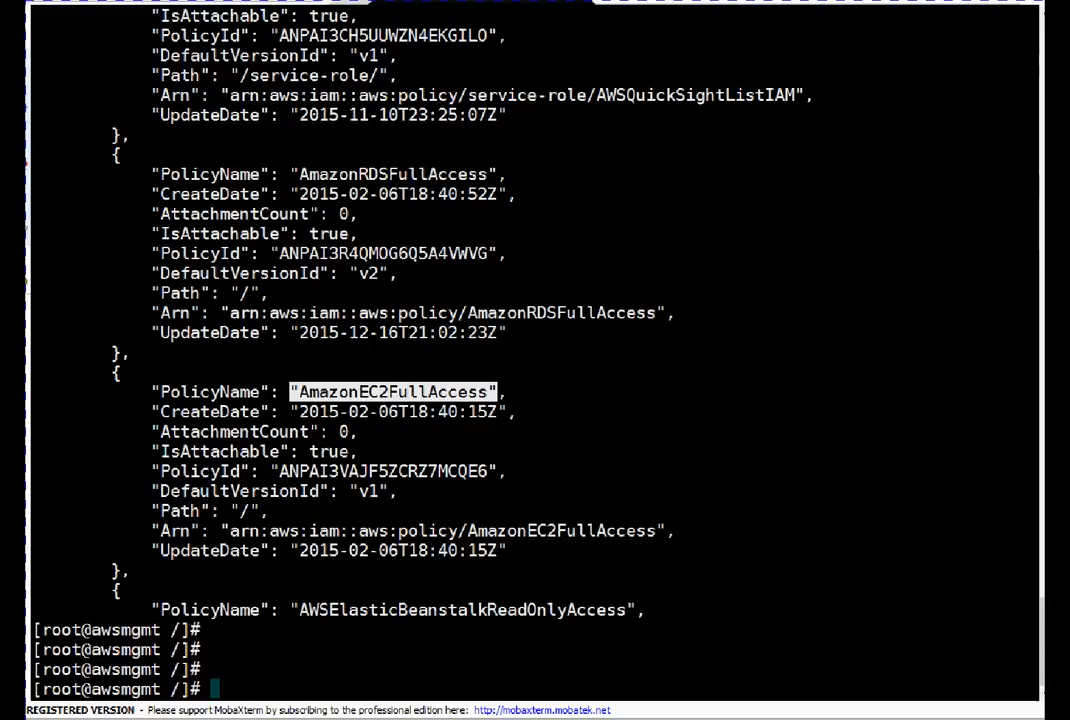 "IsAttachable": true,
"PolicyId": "ANPAI3CH5UUWZN4EKGILO",
"DefaultVersionId": "v1",
"Path": "/service-role/",
"Arn": "arn:aws:iam::aws:policy/service-role/AWSQuickSightListIAM",
"UpdateDate": "2015-11-10T23:25:07Z"
},
{
"PolicyName": "AmazonRDSFullAccess",
"CreateDate": "2015-02-06T18:40:52Z",
"AttachmentCount": 0,
"IsAttachable": true,
"PolicyId": "ANPAI3R4QMOG6Q5A4VWVG",
"DefaultVersionId": "v2",
"Path": "/",
"Arn": "arn:aws:iam::aws:policy/AmazonRDSFullAccess",
"UpdateDate": "2015-12-16T21:02:23Z"
},
{
"PolicyName": "AmazonEC2FullAccess",
"CreateDate": "2015-02-06T18:40:15Z",
"AttachmentCount": 0,
"IsAttachable": true,
"PolicyId": "ANPAI3VAJF5ZCRZ7MCQE6",
"DefaultVersionId": "v1",
"Path": "/",
"Arn": "arn:aws:iam::aws:policy/AmazonEC2FullAccess",
"UpdateDate": "2015-02-06T18:40:15Z"
},
{
"PolicyName": "AWSElasticBeanstalkReadOnlyAccess",
[root@awsmgmt /]#
[root@awsmgmt /]#
[root@awsmgmt /]#
[root@awsmgmt /]#
REGISTERED VERSION - Please support MobaXterm by subscribing to the professional edition here: http://mobaxterm.mobatek.net